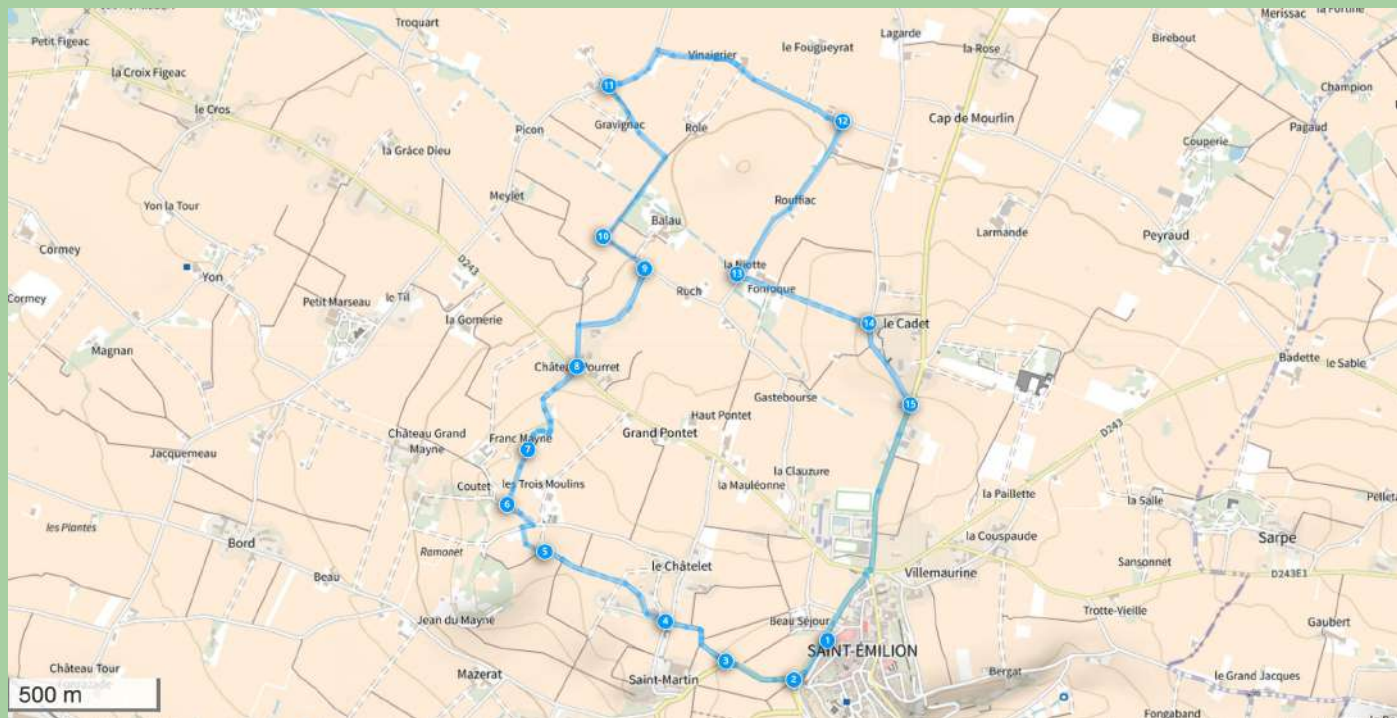 Troquart
Petit Figeac
la Croix Figeac
le Cros
Vinaigrier
le Fougueyrat
Lagarde
la Rose
Birebout
Merissac
la Fortine
Champion
11
Gravignac
Role
12
Cap de Mourlin
Pagaud
Couperie
Picon
la Grâce Dieu
Meylet
Yon la Tour
Cormey
Rouffiac
Balau
10
Larmande
Peyraud
D243
Yon
9
la Niotte
13
Fonroque
Cormey
Petit Marseau
le Til
la Gomerie
Ruch
14
le Cadet
Magnan
Badette
le Sable
Château Pourret
8
Gastebourse
15
Haut Pontet
Grand Pontet
D243
Château Grand
Mayne
Franc Mayne
7
Jacquemeau
Coutet
les Trois Moulins
6
la Clauzure
la Mauléonne
la Paillette
la Salle
les Plantes
Bord
Ramonet
5
la Couspaude
Sarpe
Sansonnet
Beau
le Châtelet
Villemaurine
D243E1
Jean du Mayne
4
Beau Séjour
1
Trotte-Vieille
Gaubert
SAINT-ÉMILION
Château Tour
3
Mazerat
Saint-Martin
2
Bergat
le Grand Jacques
500 m
Fongaband